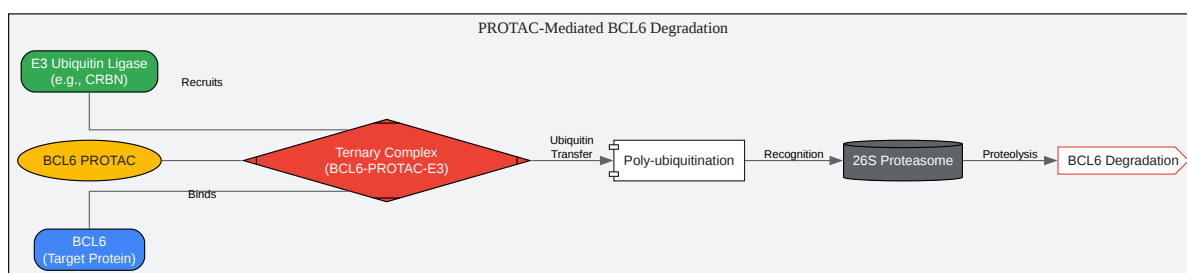 PROTAC-Mediated BCL6 Degradation
E3 Ubiquitin Ligase
(e.g., CRBN)
Recruits
BCL6 PROTAC
Ternary Complex
(BCL6-PROTAC-E3)
Ubiquitin
Transfer
Poly-ubiquitination
Recognition
26S Proteasome
Proteolysis
BCL6 Degradation
Binds
BCL6
(Target Protein)